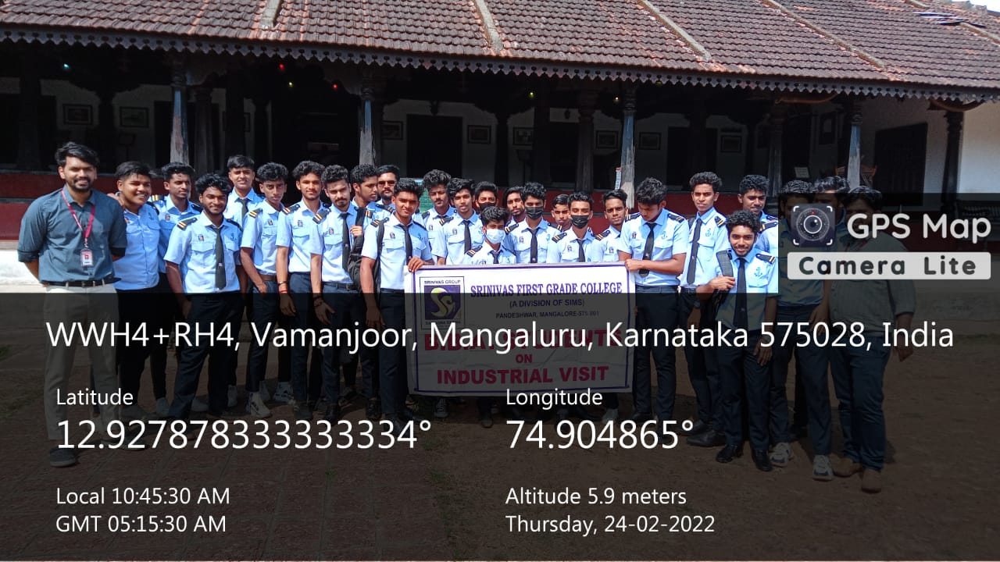 SRINIVAS GROUP
SRINIVAS FIRST GRADE COLLEGE
(A DIVISION OF SIMS)
PANDESHWAR, MANGALORE-575 001
ON
INDUSTRIAL VISIT
GPS Map
Camera Lite
WWH4+RH4, Vamanjoor, Mangaluru, Karnataka 575028, India
Latitude
12.927878333333334°
Longitude
74.904865°
Local 10:45:30 AM
GMT 05:15:30 AM
Altitude 5.9 meters
Thursday, 24-02-2022